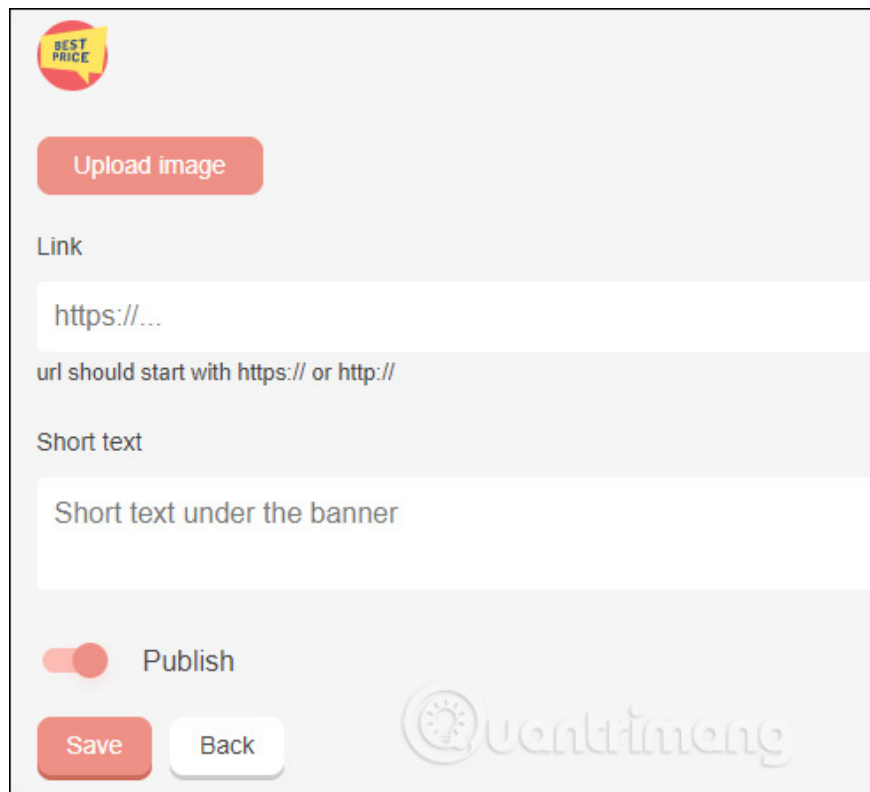 BEST
PRICE
Upload image
Link
https://...
url should start with https:// or http://
Short text
Short text under the banner
Publish
Save
Back
Quantrimang